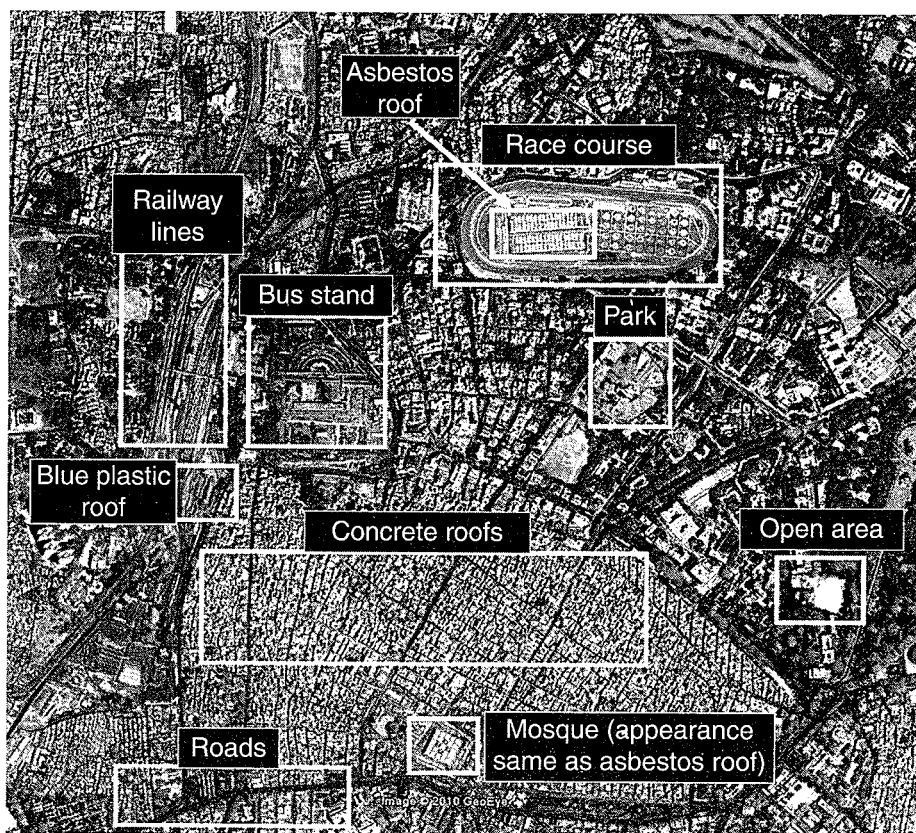 Asbestos
roof
Race course
Railway
lines
Bus stand
Park
Blue plastic
roof
Concrete roofs
Open area
Mosque (appearance
same as asbestos roof)
Roads
Image © 2010 GeoEye